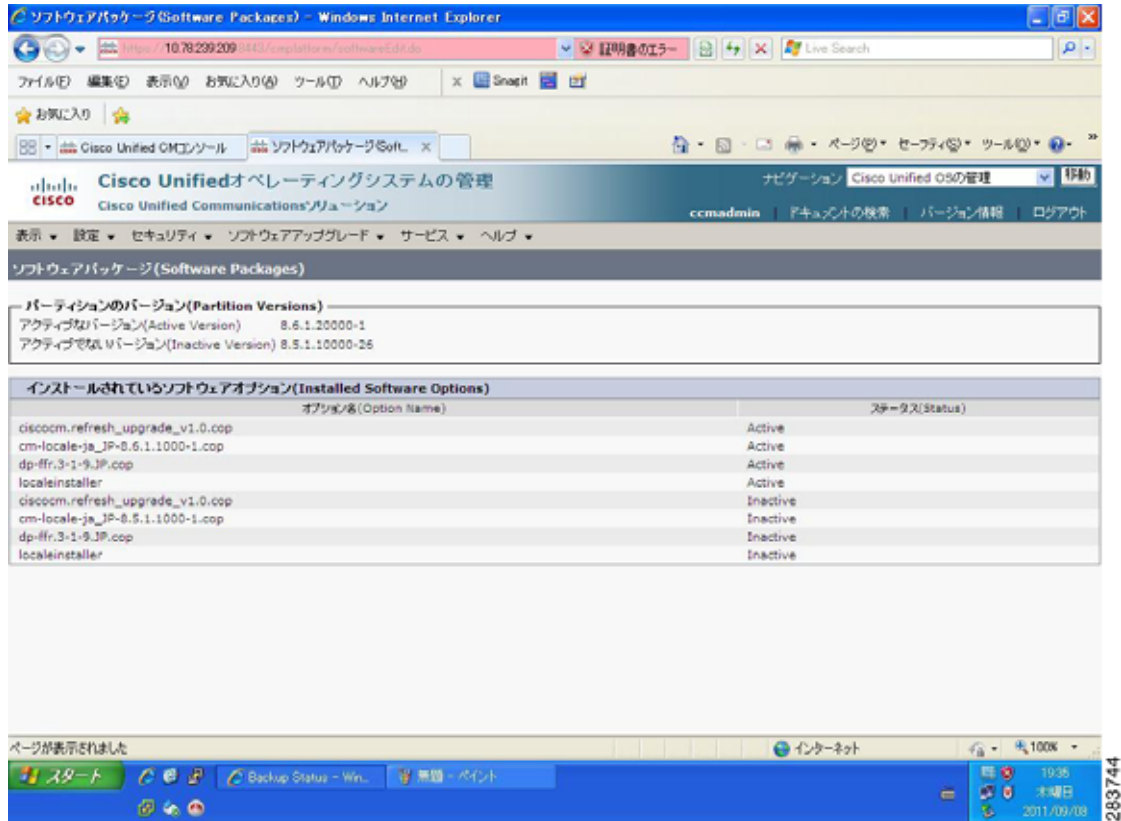 ソフトウェアパッケージ(Software Packages) - Windows Internet Explorer
https://10.78.299.209:8443/cmplatform/softwareEdit.do 証明書のエラー Live Search
ファイル(F) 編集(E) 表示(V) お気に入り(A) ツール(T) ヘルプ(H) x Snagit
お気に入り
Cisco Unified CMコンソール ソフトウェアパッケージ(Soft... ページ(P) セーフティ(S) ツール(O)
Cisco Unifiedオペレーティングシステムの管理
ナビゲーション Cisco Unified OSの管理 移動
CISCO Cisco Unified Communicationsソリューション
ccmadmin | ドキュメントの検索 | バージョン情報 | ログアウト
表示 設定 セキュリティ ソフトウェアアップグレード サービス ヘルプ
ソフトウェアパッケージ(Software Packages)
パーティションのバージョン(Partition Versions)
アクティブなバージョン(Active Version) 8.6.1.20000-1
アクティブでないバージョン(Inactive Version) 8.5.1.10000-26
インストールされているソフトウェアオプション(Installed Software Options)
オプション名(Option Name) ステータス(Status)
ciscocm.refresh_upgrade_v1.0.cop Active
cm-locale-ja_JP-8.6.1.1000-1.cop Active
dp-ffr.3-1-9.JP.cop Active
localeinstaller Active
ciscocm.refresh_upgrade_v1.0.cop Inactive
cm-locale-ja_JP-8.5.1.1000-1.cop Inactive
dp-ffr.3-1-9.JP.cop Inactive
localeinstaller Inactive
ページが表示されました インターネット 100%
スタート Backup Status - Win... 無題 - ペイント 19:36
木曜日
2011/09/08
283744